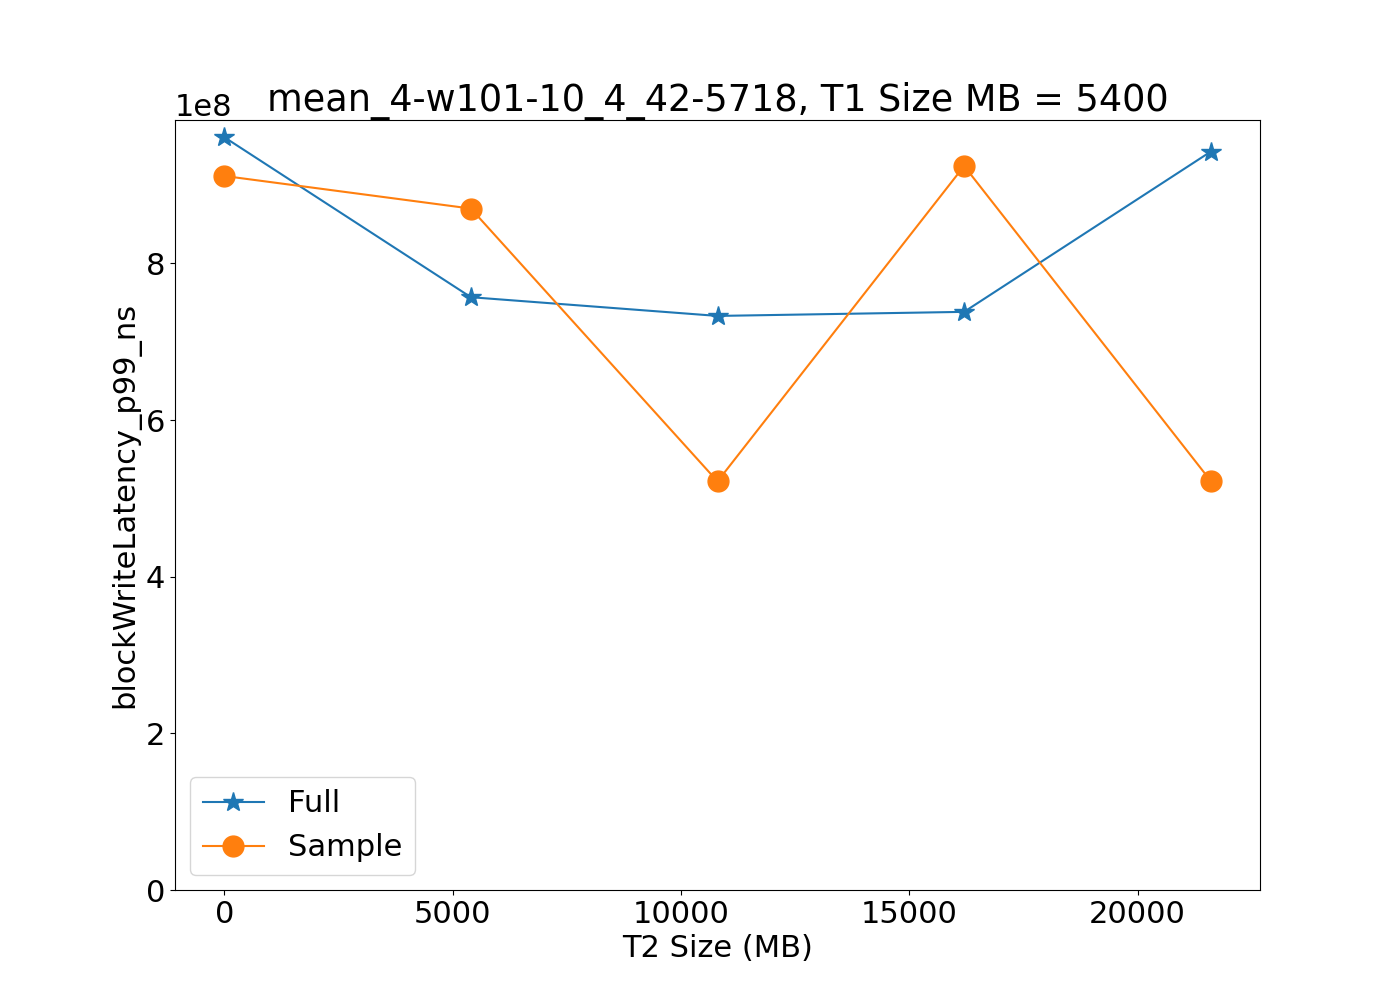 1e8
mean_4-w101-10_4_42-5718, T1 Size MB = 5400
blockWriteLatency_p99_ns
8
6
4
2
0
Full
Sample
0 5000 10000 15000 20000
T2 Size (MB)